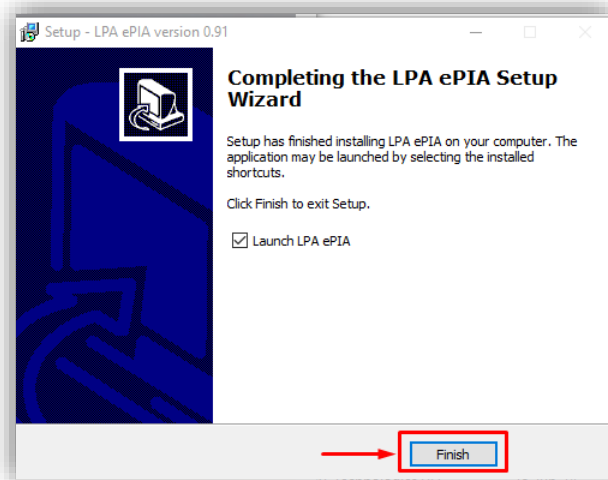 Setup - LPA ePIA version 0.91
Completing the LPA ePIA Setup
Wizard
Setup has finished installing LPA ePIA on your computer. The
application may be launched by selecting the installed
shortcuts.
Click Finish to exit Setup.
Launch LPA ePIA
Finish